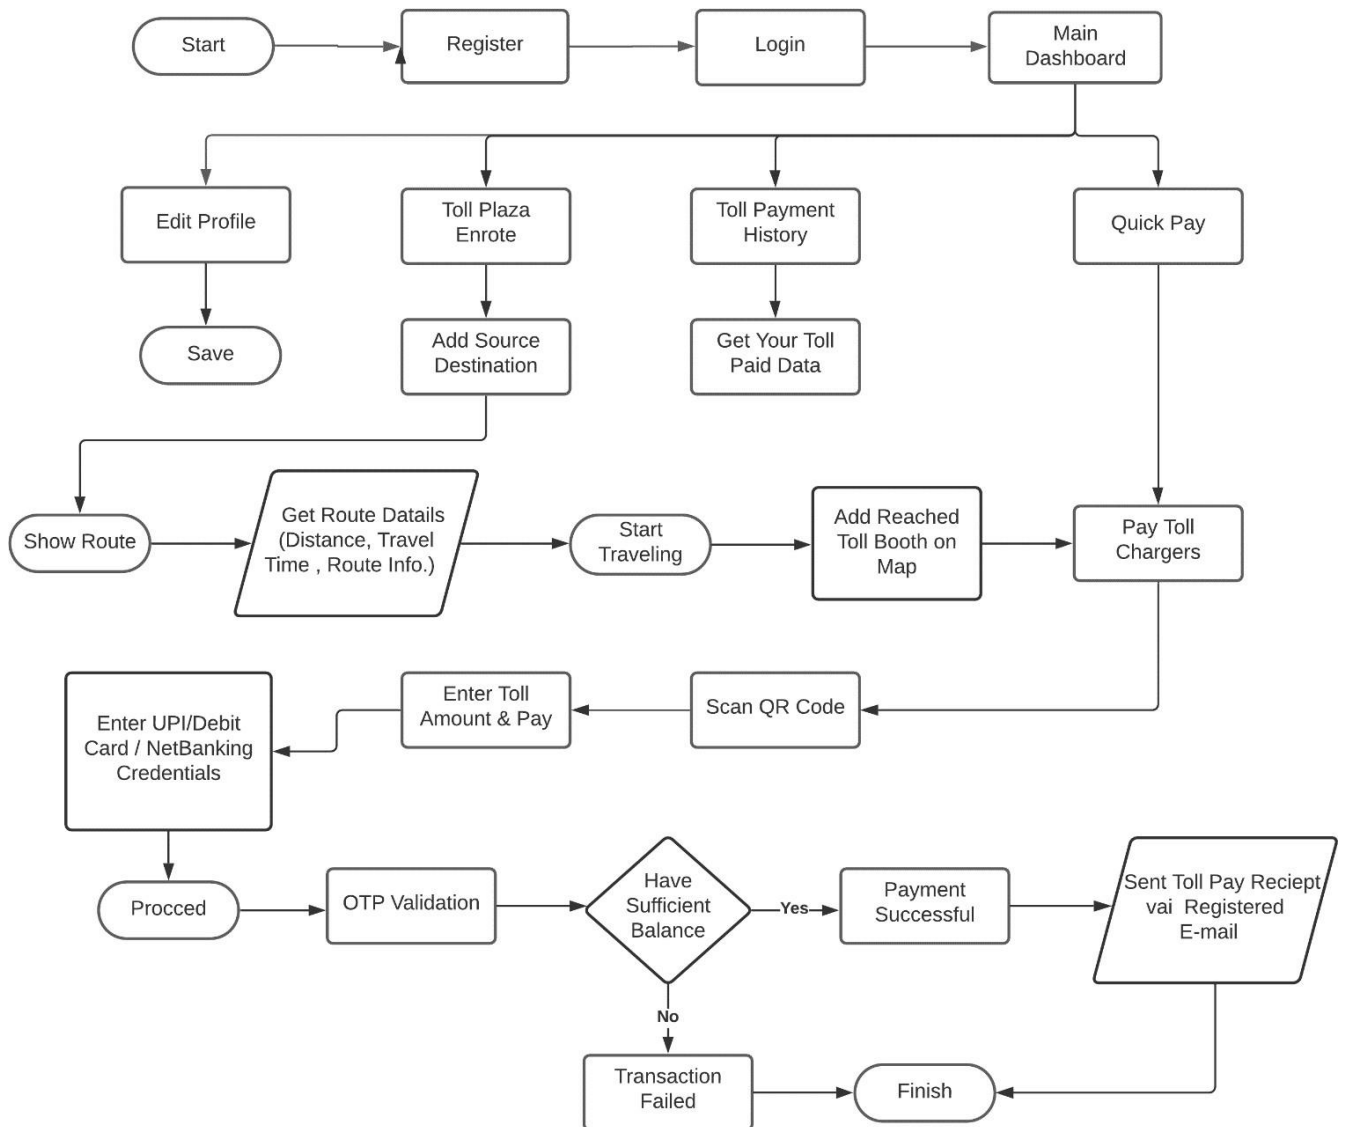 Start
Register
Login
Main
Dashboard
Edit Profile
Toll Plaza
Enrote
Toll Payment
History
Quick Pay
Save
Add Source
Destination
Get Your Toll
Paid Data
Show Route
Get Route Datails
(Distance, Travel
Time , Route Info.)
Start
Traveling
Add Reached
Toll Booth on
Map
Pay Toll
Chargers
Enter UPI/Debit
Card / NetBanking
Credentials
Enter Toll
Amount & Pay
Scan QR Code
Procced
OTP Validation
Have
Sufficient
Balance
Yes
Payment
Successful
Sent Toll Pay Reciept
vai Registered
E-mail
No
Transaction
Failed
Finish